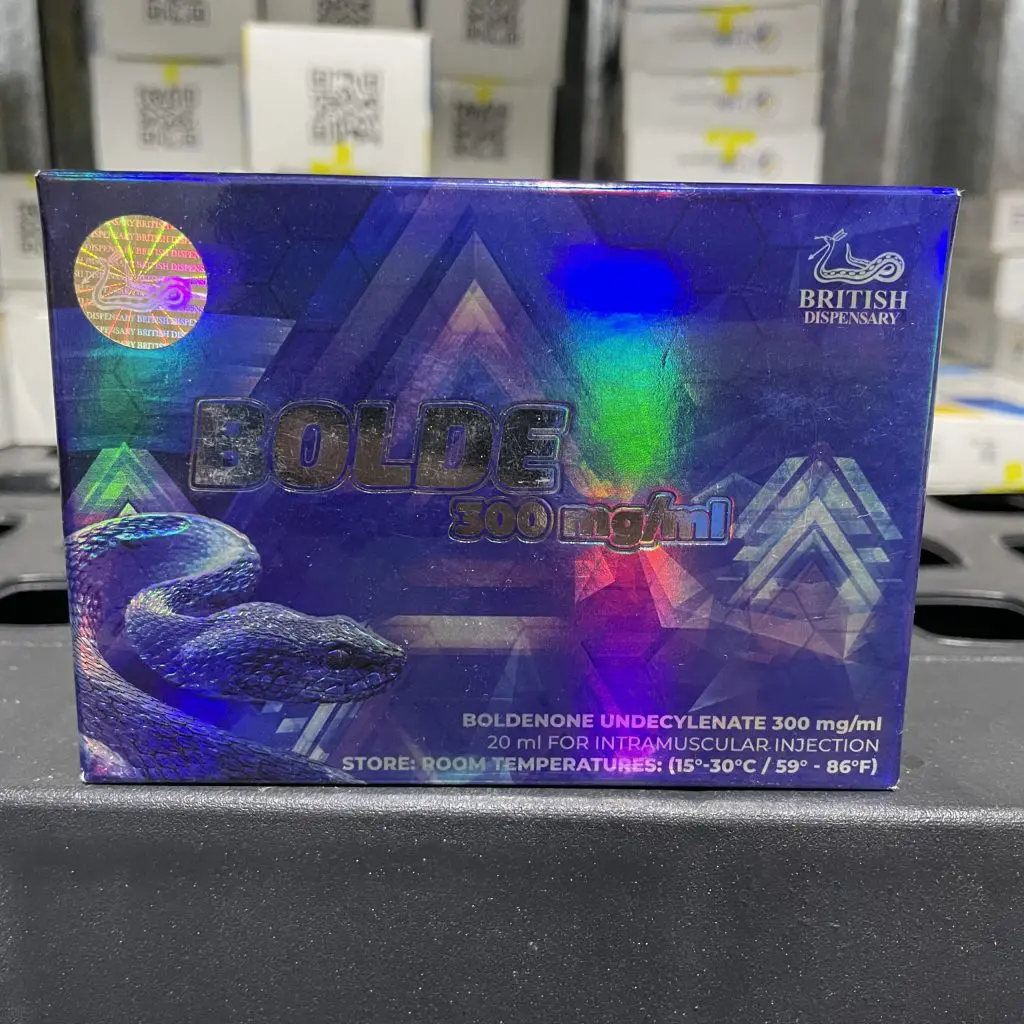 BRITISH
DISPENSARY
BOLDE
300 mg/ml
BOLDENONE UNDECYLENATE 300 mg/ml
20 ml FOR INTRAMUSCULAR INJECTION
STORE: ROOM TEMPERATURES: (15°-30°C / 59° - 86°F)